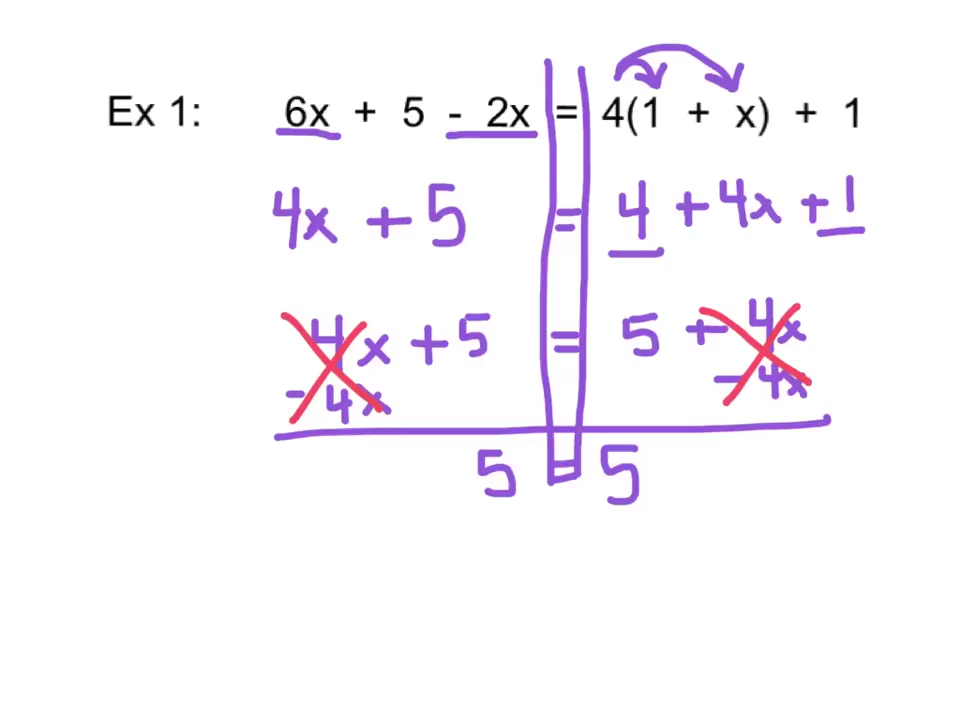 Ex 1: 6x + 5 - 2x = 4(1 + x) + 1
4x + 5 = 4 + 4x + 1
4x + 5 = 5 + 4x
- 4x - 4x
5 = 5